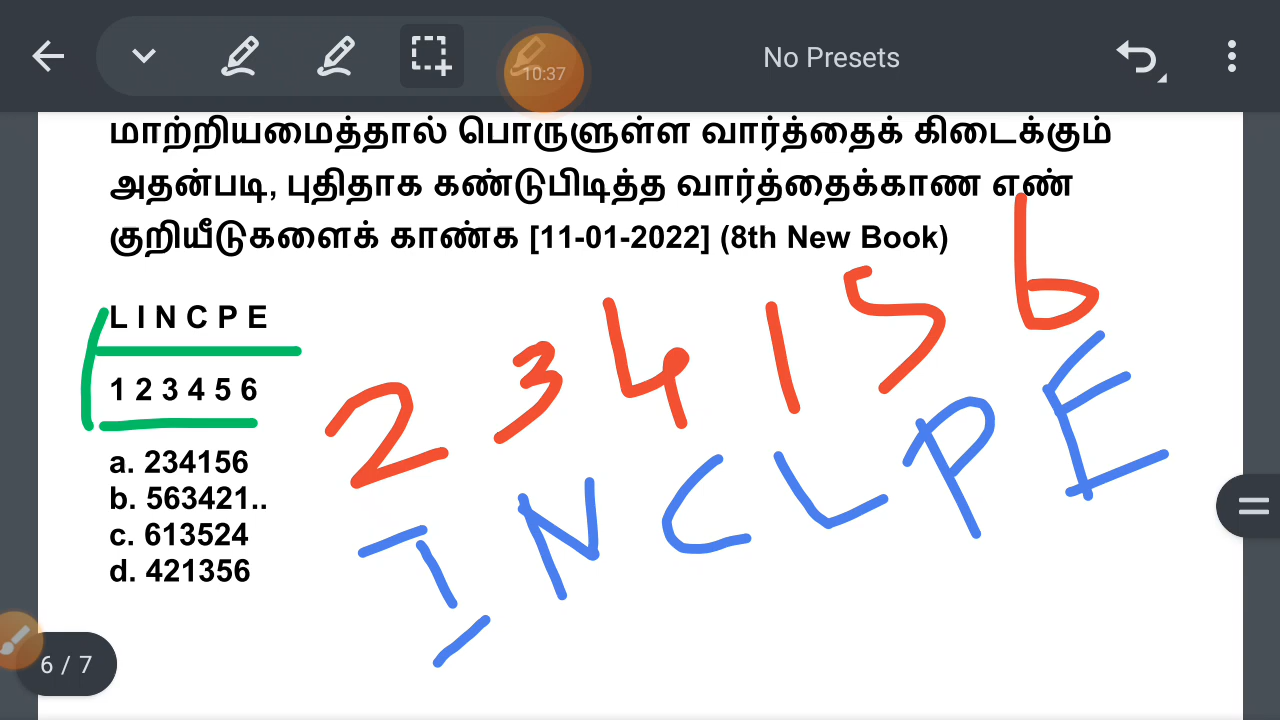 10:37
No Presets
மாற்றியமைத்தால் பொருளுள்ள வார்த்தைக் கிடைக்கும்
அதன்படி, புதிதாக கண்டுபிடித்த வார்த்தைக்காண எண்
குறியீடுகளைக் காண்க [11-01-2022] (8th New Book)
L I N C P E
1 2 3 4 5 6
a. 234156
b. 563421..
c. 613524
d. 421356
2 3 4 1 5 6
I N C L P E
6 / 7